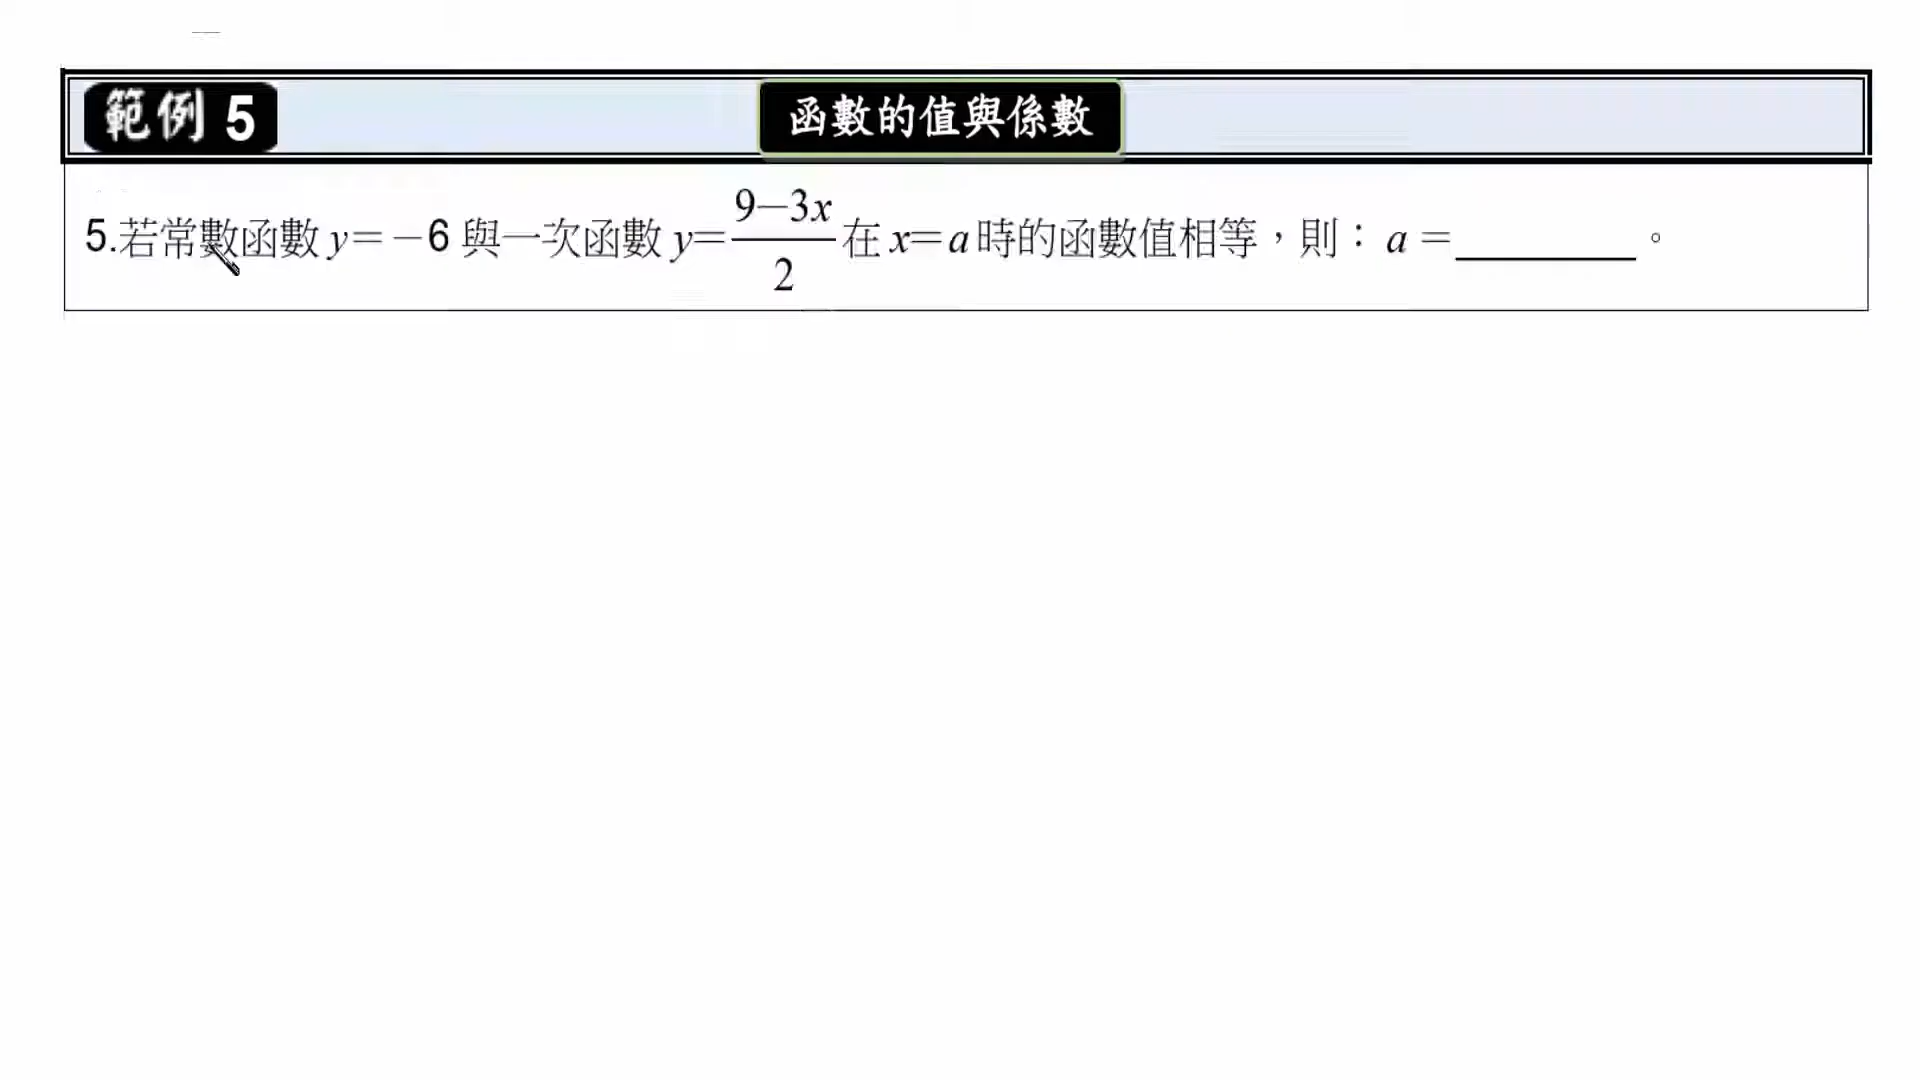 範例 5
函數的值與係數
5.若常數函數 y=－6 與一次函數 y=\frac{9－3x}{2} 在 x=a 時的函數值相等，則：a =________。